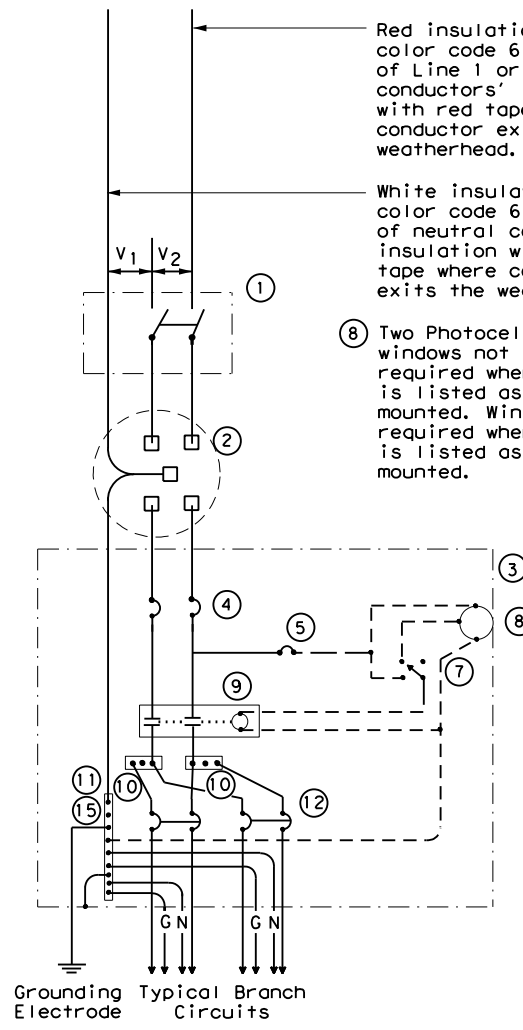 Red insulatio
color code 6
of Line 1 or
conductors'
with red tape
conductor ex
weatherhead.
White insulat
color code 6
of neutral co
insulation w
tape where co
exits the wea
V1 V2
1
8 Two Photocel
windows not
required when
is listed as
mounted. Win
required when
is listed as
mounted.
2
3
4
5
8
7
9
11
10 10
12
15
G N G N
Grounding
Electrode
Typical Branch
Circuits